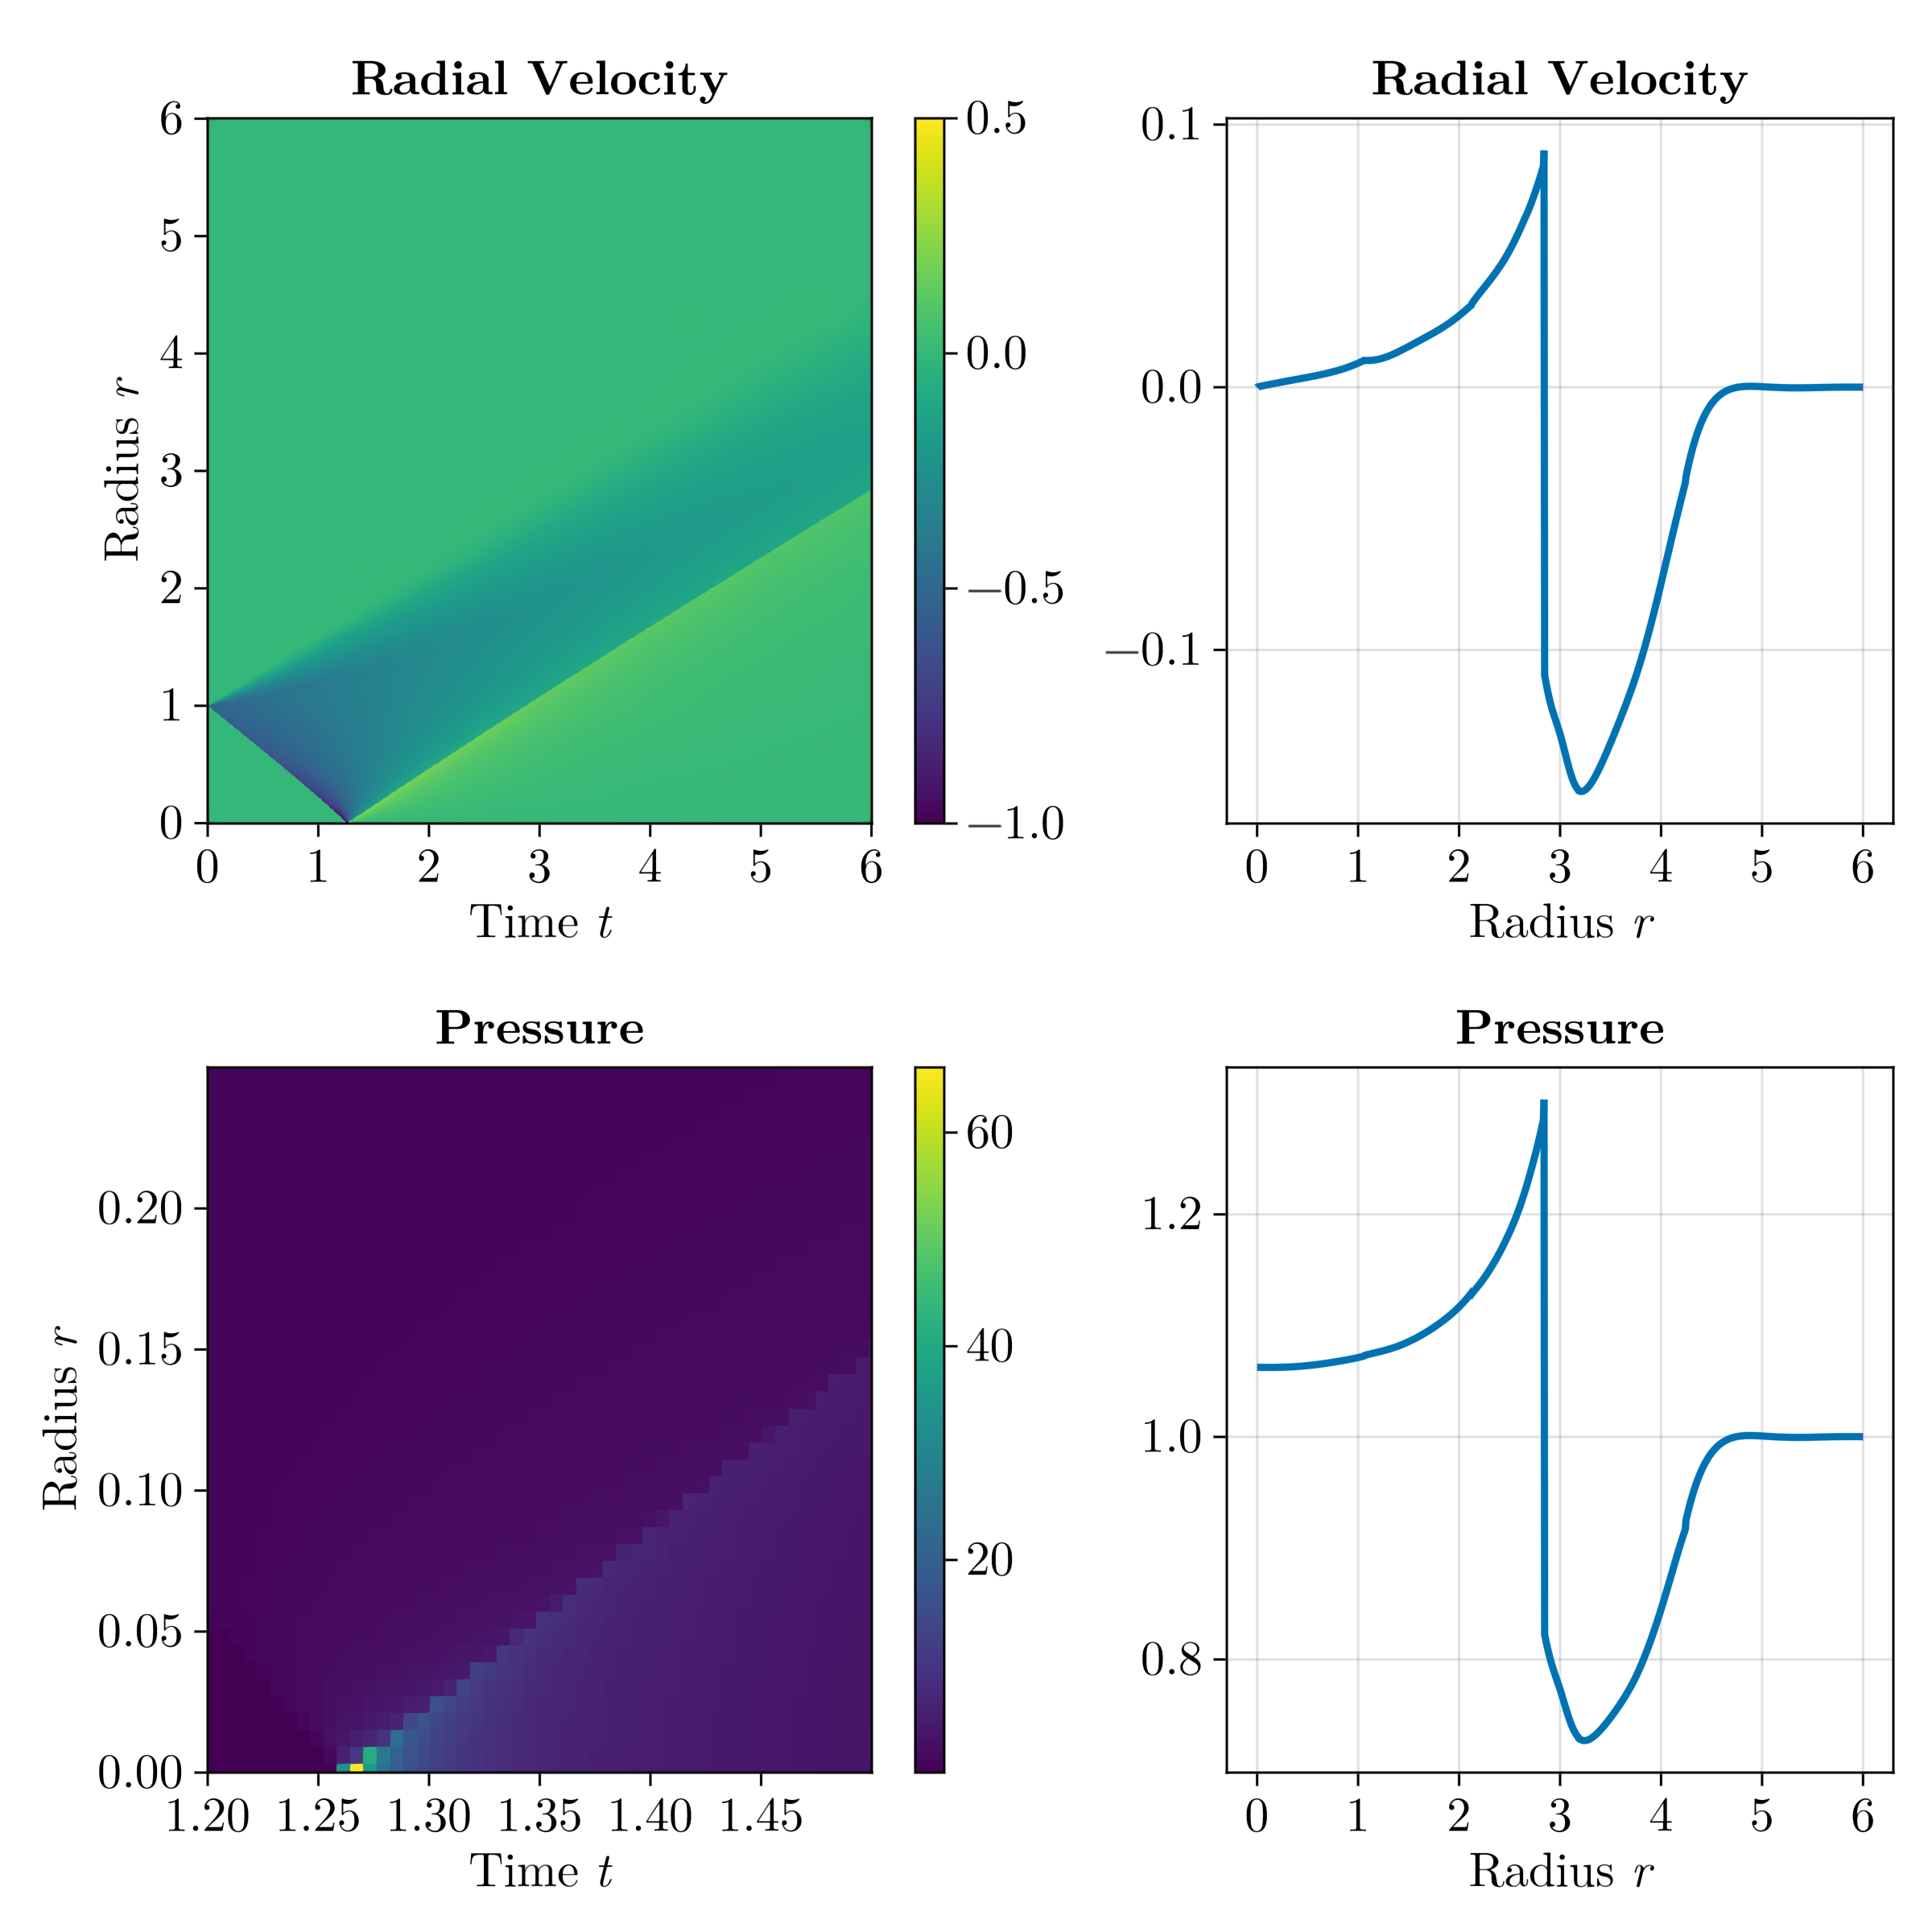 Radial Velocity
6
5
4
3
2
1
0
Radius r
0 1 2 3 4 5 6
Time t
0.5
0.0
−0.5
−1.0
Radial Velocity
0.1
0.0
−0.1
0 1 2 3 4 5 6
Radius r
Pressure
0.20
0.15
0.10
0.05
0.00
Radius r
1.20 1.25 1.30 1.35 1.40 1.45
Time t
60
40
20
Pressure
1.2
1.0
0.8
0 1 2 3 4 5 6
Radius r